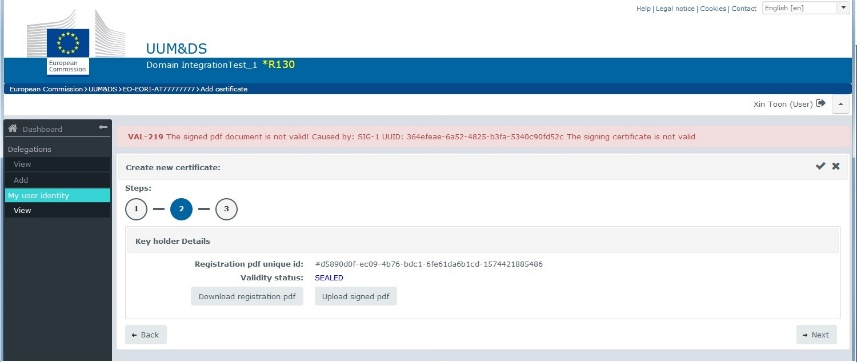 Help | Legal notice | Cookies | Contact English [en]
European
Commission
UUM&DS
Domain IntegrationTest_1 *R130
European Commission > UUM&DS > EO-EORI-AT77777777 > Add certificate
Xin Toon (User)
Dashboard
Delegations
View
Add
My user identity
View
VAL-219 The signed pdf document is not valid! Caused by: SIG-1 UUID: 364efeae-6a52-4825-b3fa-5340c90fd52c The signing certificate is not valid
Create new certificate:
Steps:
1 2 3
Key holder Details
Registration pdf unique id: #d5890d0f-ec09-4b76-bdc1-6fe61da6b1cd-1574421885486
Validity status: SEALED
Download registration pdf Upload signed pdf
Back Next